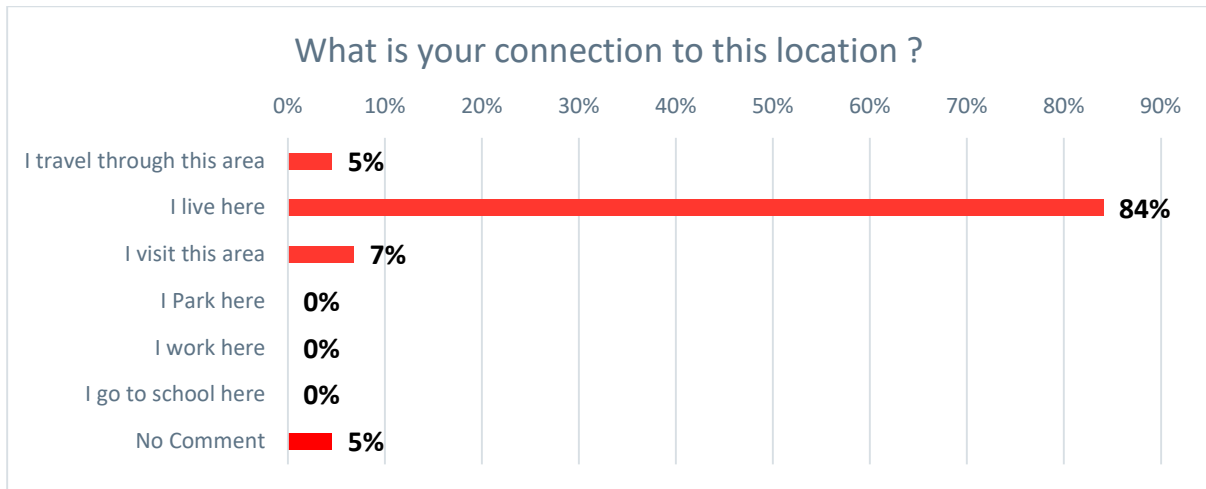 What is your connection to this location ?
0% 10% 20% 30% 40% 50% 60% 70% 80% 90%
I travel through this area 5%
I live here 84%
I visit this area 7%
I Park here 0%
I work here 0%
I go to school here 0%
No Comment 5%